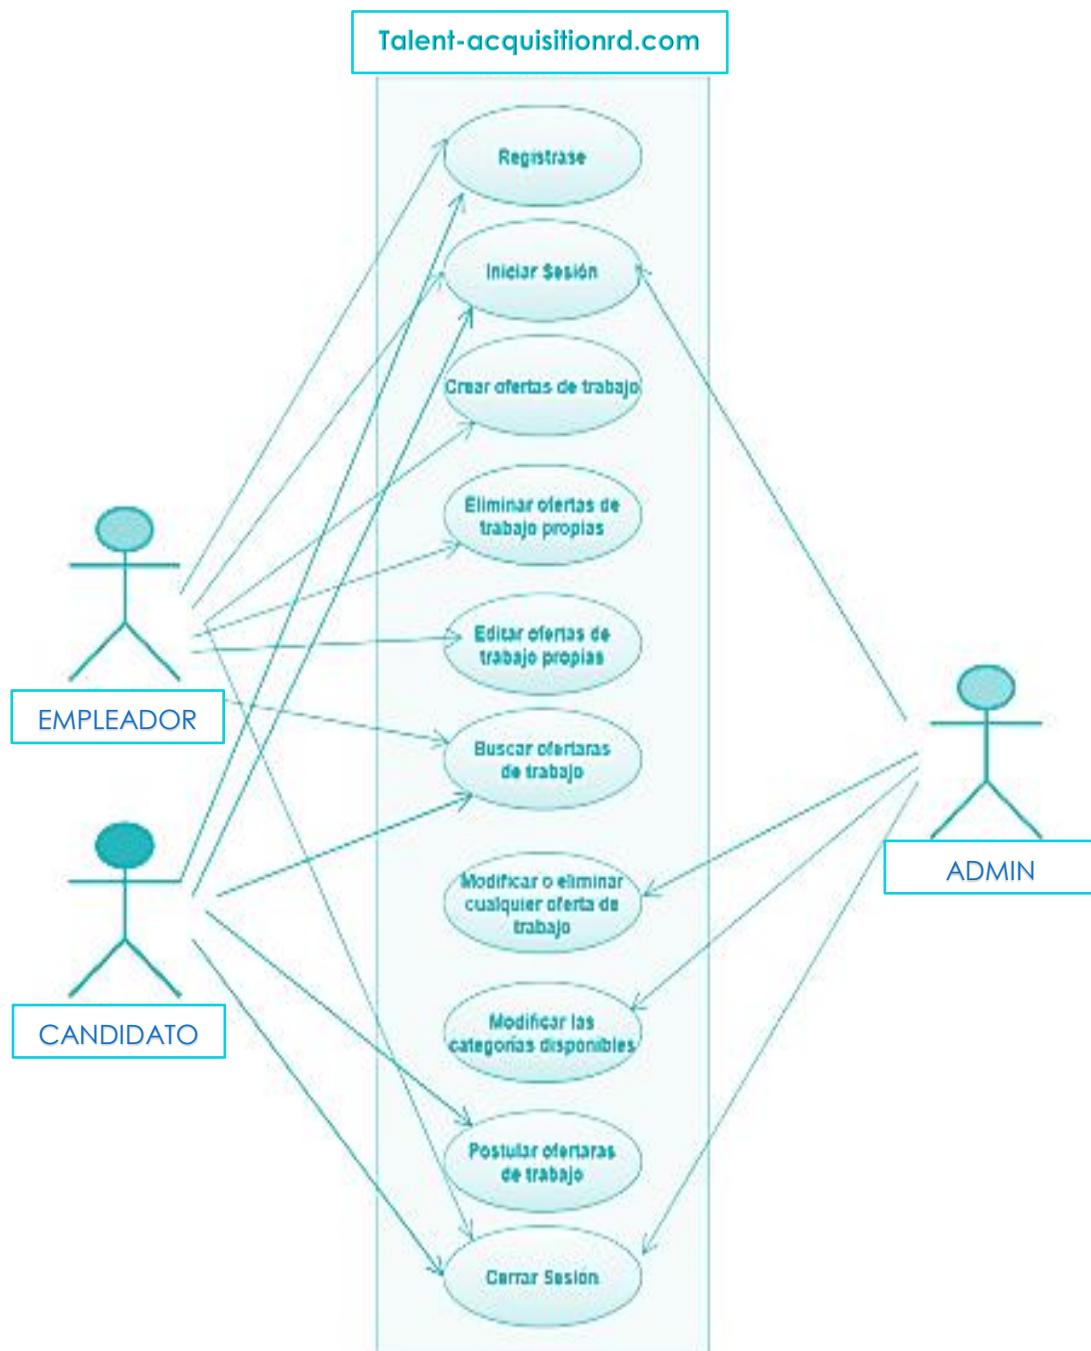 Talent-acquisitionrd.com
Registrase
Iniciar Sesión
Crear ofertas de trabajo
Eliminar ofertas de
trabajo propias
Editar ofertas de
trabajo propias
EMPLEADOR
Buscar ofertaras
de trabajo
ADMIN
Modificar o eliminar
cualquier oferta de
trabajo
CANDIDATO
Modificar las
categorías disponibles
Postular ofertaras
de trabajo
Cerrar Sesión